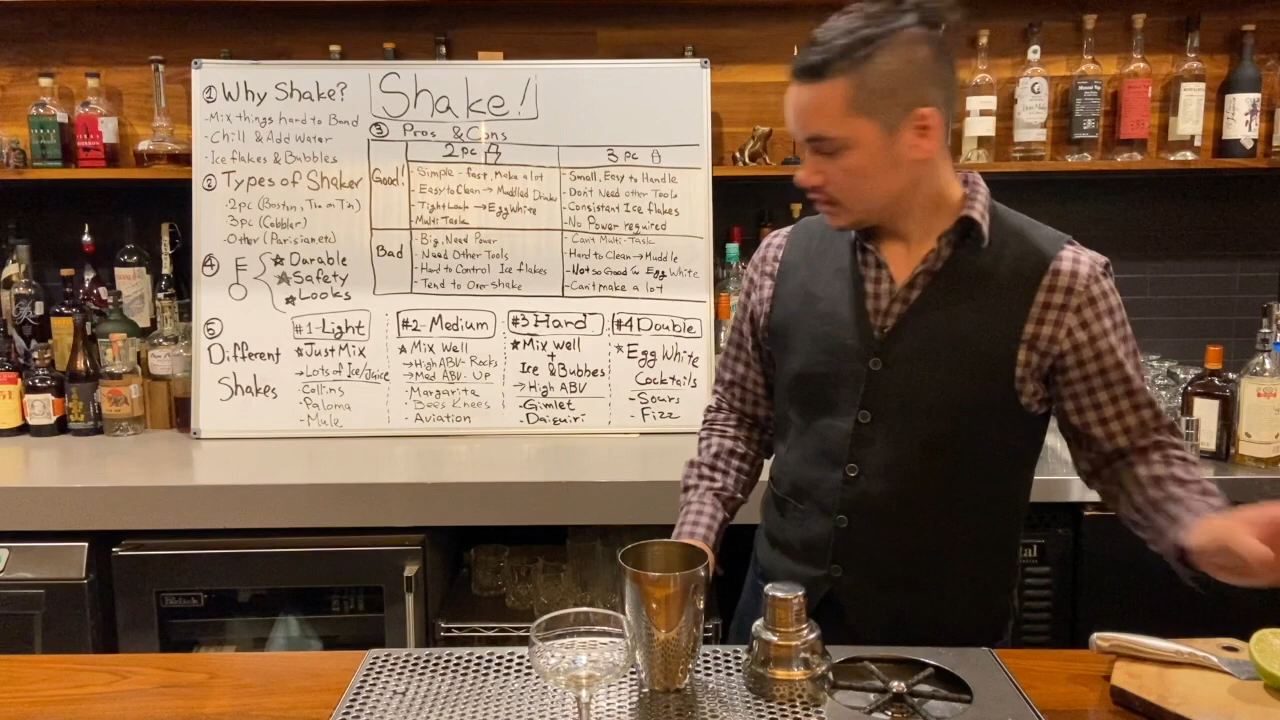 Shake!
① Why Shake?
-Mix things hard to Band
-Chill & Add Water
-Ice flakes & Bubbles
② Types of Shaker
-2pc (Boston, Tin on Tin)
-3pc (Cobbler)
-Other (Parisian, etc)
③ Pros & Cons
2pc
3pc
Good!
-Simple - fast, Make a lot
-Easy to Clean → Muddled Drinks
-Tight Lock → Egg White
-Multi Task
-Small, Easy to Handle
-Don't Need other Tools
-Consistant Ice flakes
-No Power required
Bad
-Big, Need Power
-Need Other Tools
-Hard to Control Ice flakes
-Tend to Over shake
-Can't Multi-Task
-Hard to Clean → Muddle
-Not so Good w Egg White
-Can't make a lot
④
★ Darable
★ Safety
★ Looks
⑤ Different
Shakes
#1-Light
★ Just Mix
→ Lots of Ice/Juice
-Collins
-Paloma
-Mule
#2-Medium
★ Mix Well
→ High ABV-Rocks
→ Med ABV-UP
-Margarita
-Bees Knees
-Aviation
#3 Hard
★ Mix well
+
Ice & Bubbes
→ High ABV
-Gimlet
-Daiquiri
#4 Double
★ Egg White
Cocktails
-Sours
-Fizz